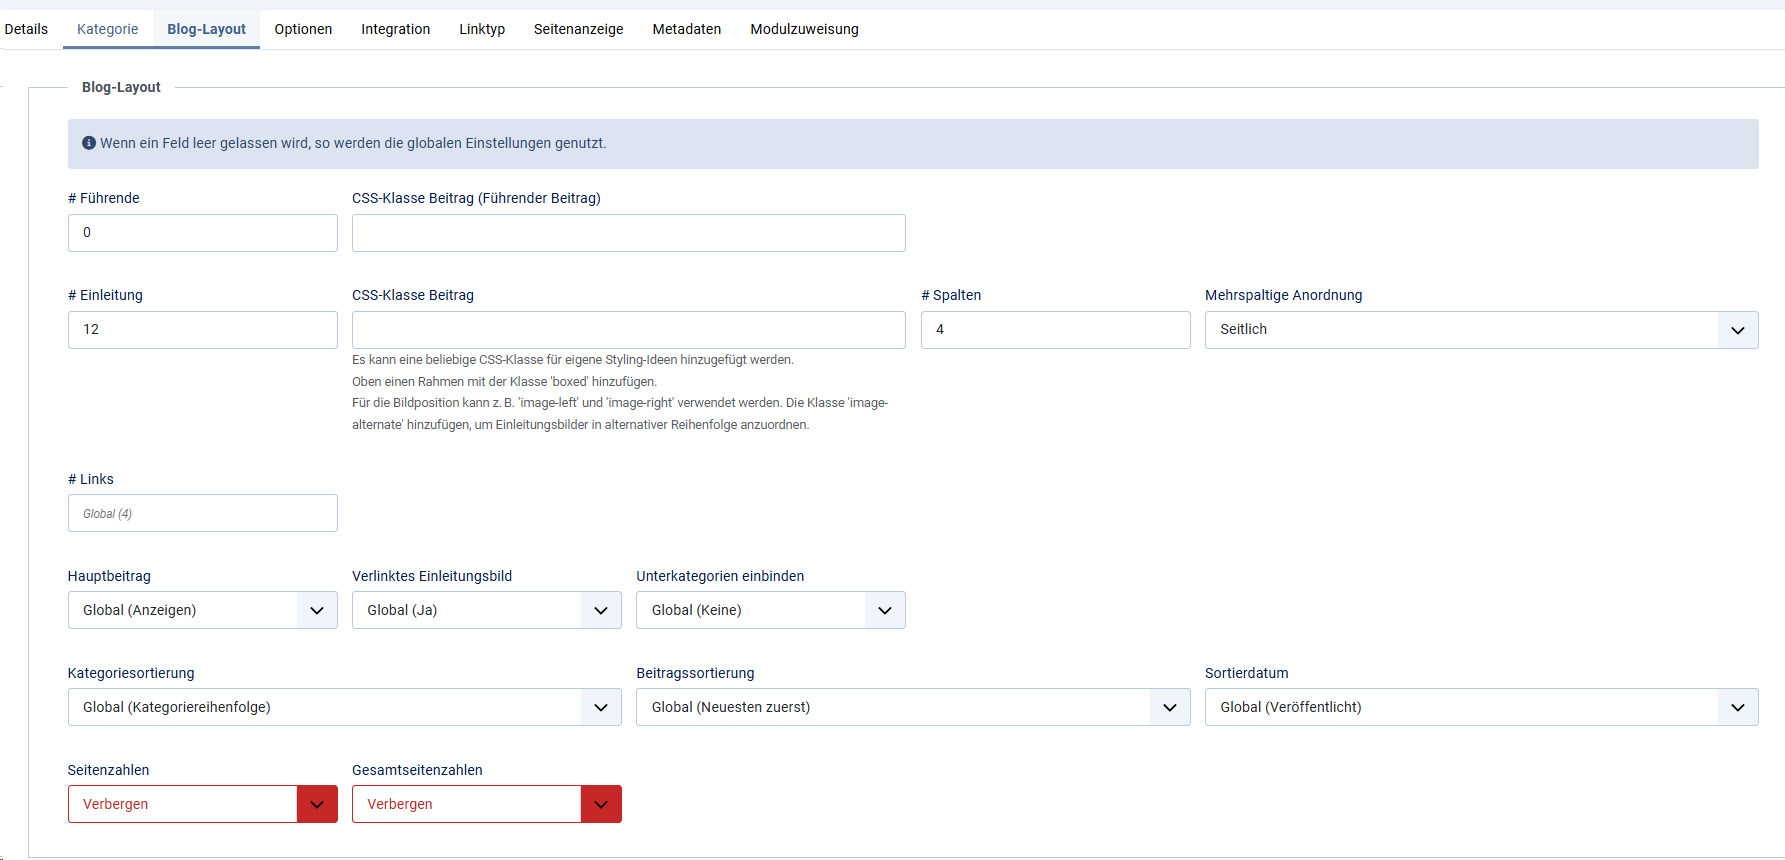 Details Kategorie Blog-Layout Optionen Integration Linktyp Seitenanzeige Metadaten Modulzuweisung
Blog-Layout
Wenn ein Feld leer gelassen wird, so werden die globalen Einstellungen genutzt.
# Führende CSS-Klasse Beitrag (Führender Beitrag)
0
# Einleitung CSS-Klasse Beitrag # Spalten Mehrspaltige Anordnung
12 4 Seitlich
Es kann eine beliebige CSS-Klasse für eigene Styling-Ideen hinzugefügt werden.
Oben einen Rahmen mit der Klasse 'boxed' hinzufügen.
Für die Bildposition kann z. B. 'image-left' und 'image-right' verwendet werden. Die Klasse 'image-
alternate' hinzufügen, um Einleitungsbilder in alternativer Reihenfolge anzuordnen.
# Links
Global (4)
Hauptbeitrag Verlinktes Einleitungsbild Unterkategorien einbinden
Global (Anzeigen) Global (Ja) Global (Keine)
Kategoriesortierung Beitragssortierung Sortierdatum
Global (Kategoriereihenfolge) Global (Neuesten zuerst) Global (Veröffentlicht)
Seitenzahlen Gesamtseitenzahlen
Verbergen Verbergen